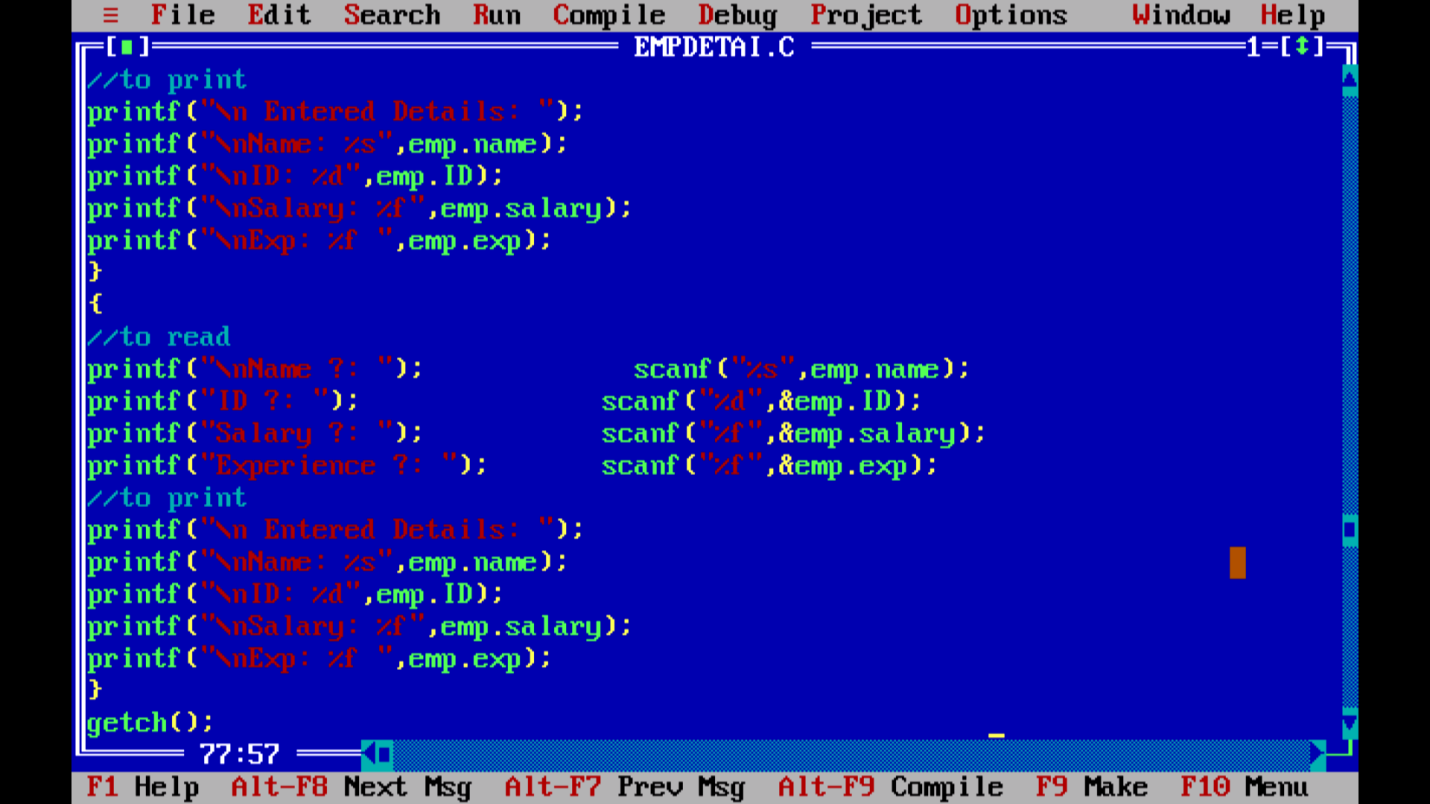 ≡ File Edit Search Run Compile Debug Project Options Window Help
[■] EMPDETAI.C 1=[↕]
//to print
printf("\n Entered Details: ");
printf("\nName: %s",emp.name);
printf("\nID: %d",emp.ID);
printf("\nSalary: %f",emp.salary);
printf("\nExp: %f ",emp.exp);
}
{
//to read
printf("\nName ?: "); scanf("%s",emp.name);
printf("ID ?: "); scanf("%d",&emp.ID);
printf("Salary ?: "); scanf("%f",&emp.salary);
printf("Experience ?: "); scanf("%f",&emp.exp);
//to print
printf("\n Entered Details: ");
printf("\nName: %s",emp.name);
printf("\nID: %d",emp.ID);
printf("\nSalary: %f",emp.salary);
printf("\nExp: %f ",emp.exp);
}
getch();
77:57
F1 Help Alt-F8 Next Msg Alt-F7 Prev Msg Alt-F9 Compile F9 Make F10 Menu